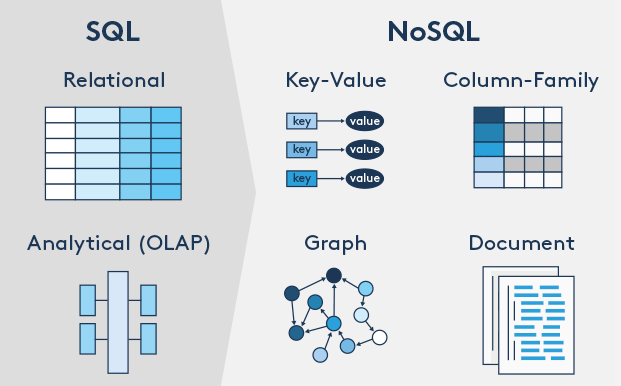 SQL
Relational
Analytical (OLAP)
NoSQL
Key-Value
key value
key value
key value
Column-Family
Graph
Document